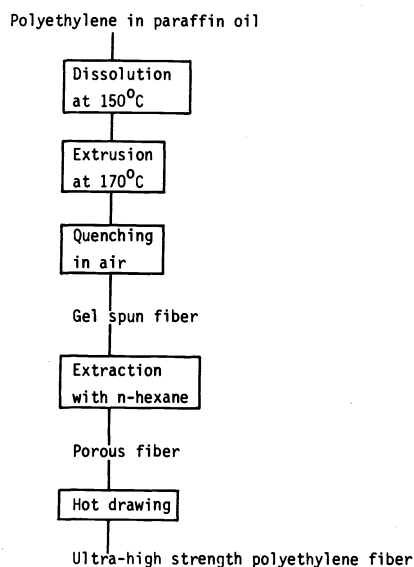 Polyethylene in paraffin oil
Dissolution
at 150°C
Extrusion
at 170°C
Quenching
in air
Gel spun fiber
Extraction
with n-hexane
Porous fiber
Hot drawing
Ultra-high strength polyethylene fiber